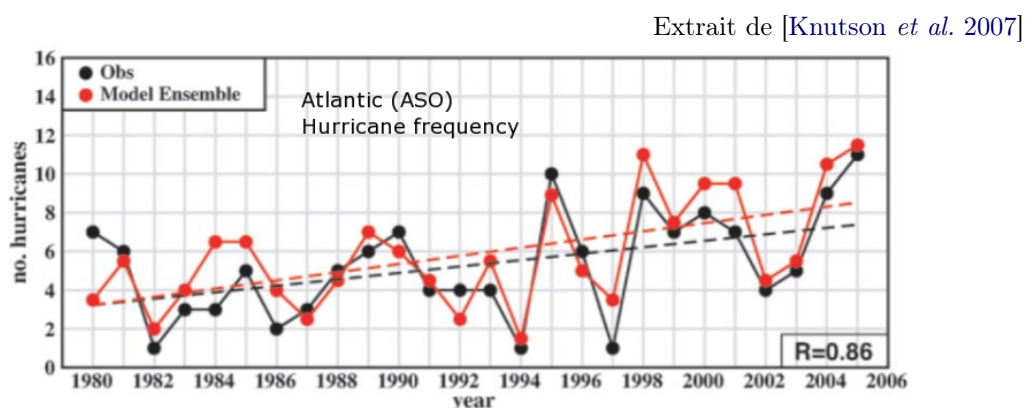 Extrait de [Knutson et al. 2007]
16
Obs
Model Ensemble
Atlantic (ASO)
Hurricane frequency
14
12
10
8
6
4
2
0
no. hurricanes
R=0.86
1980 1982 1984 1986 1988 1990 1992 1994 1996 1998 2000 2002 2004 2006
year